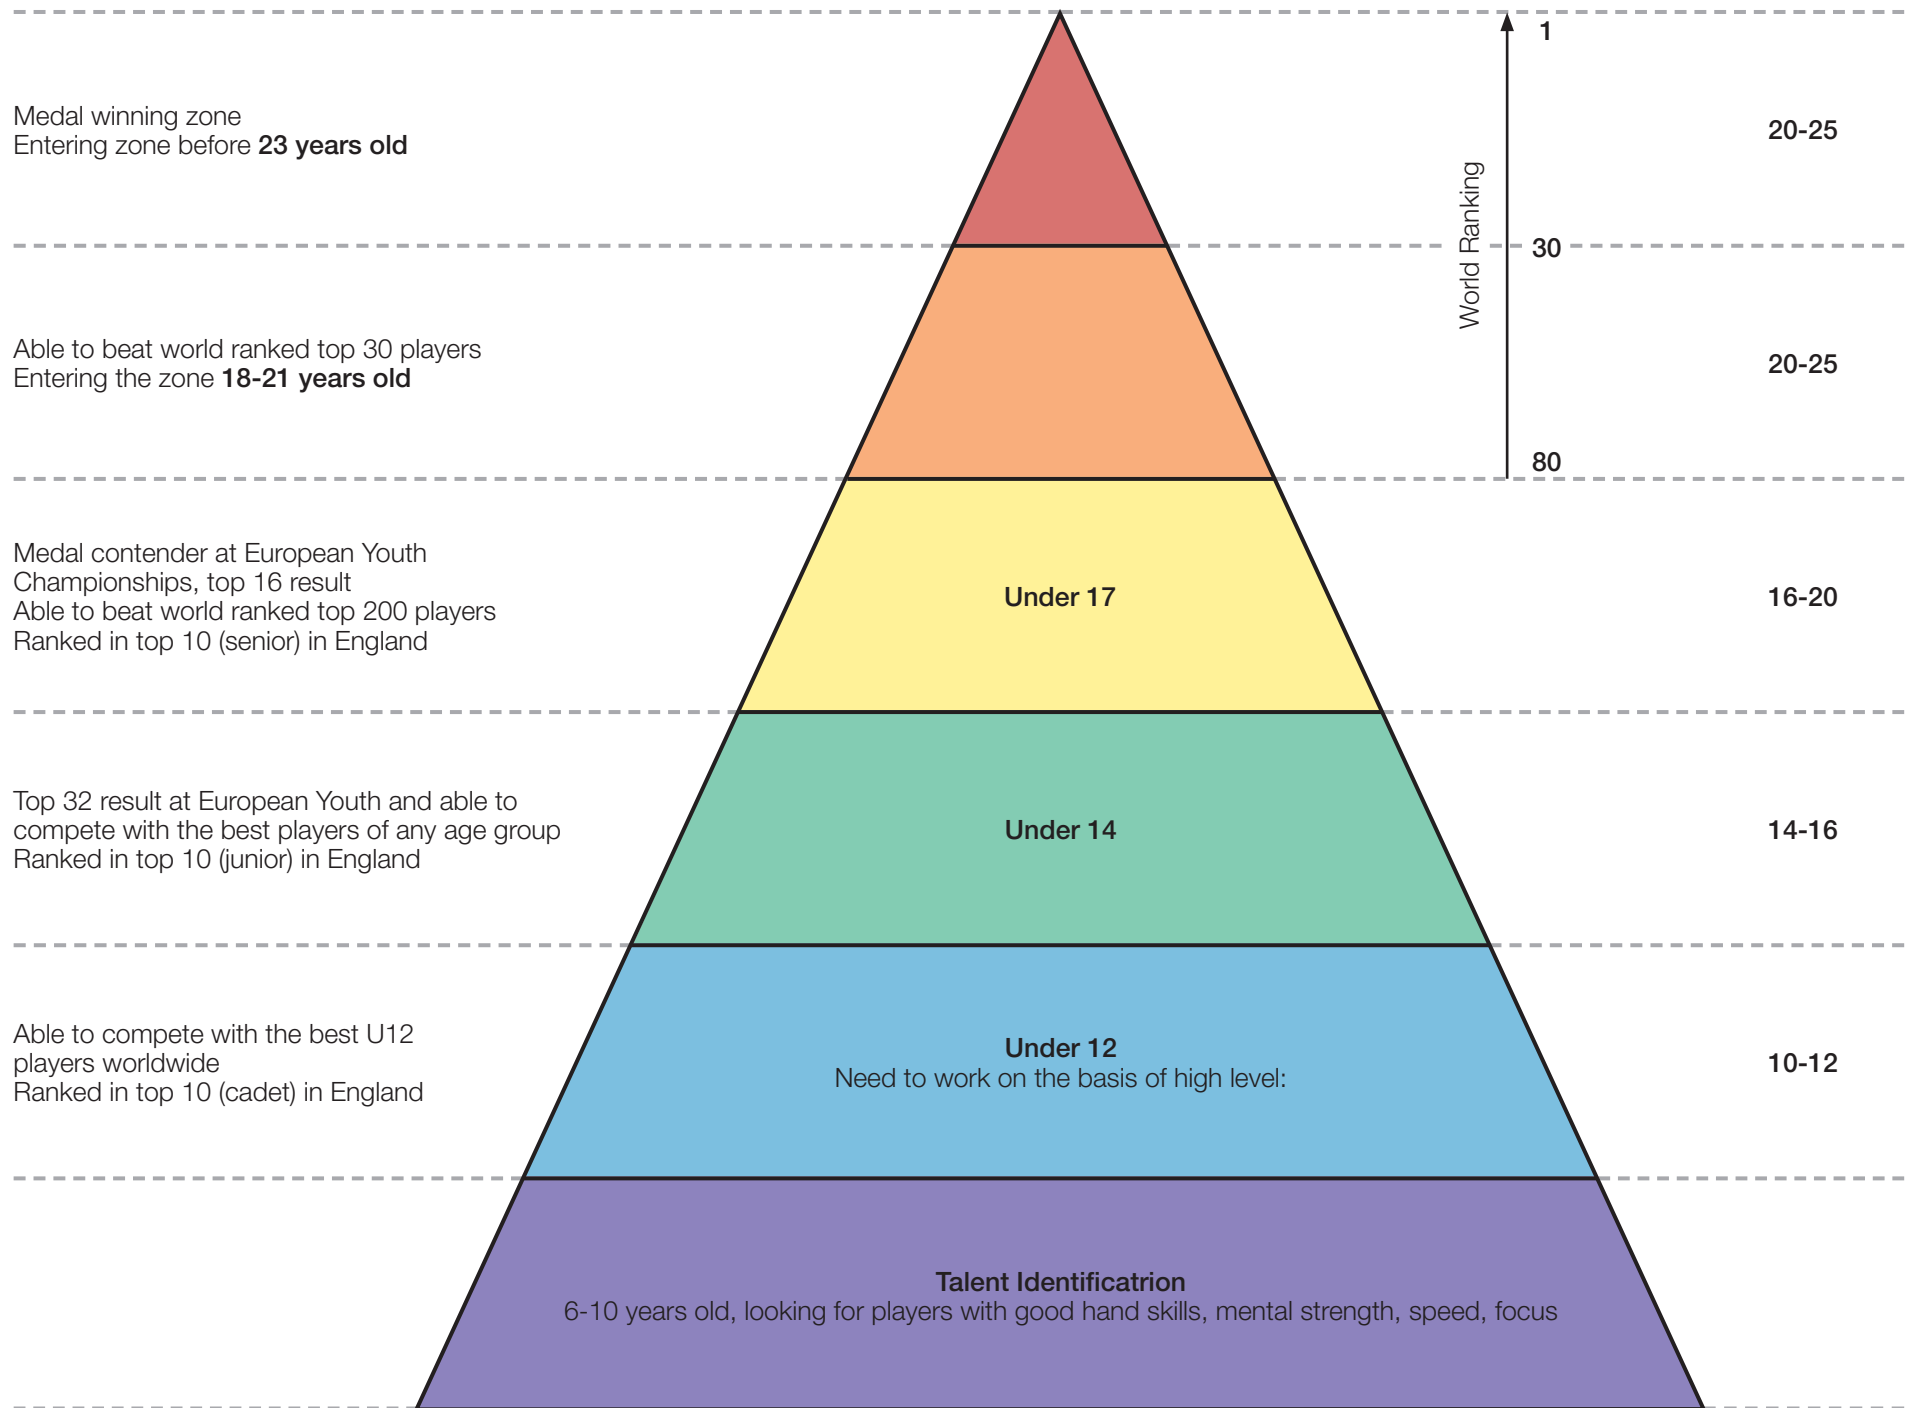 1
Medal winning zone
Entering zone before 23 years old
20-25
World Ranking
30
Able to beat world ranked top 30 players
Entering the zone 18-21 years old
20-25
80
Medal contender at European Youth
Championships, top 16 result
Able to beat world ranked top 200 players
Ranked in top 10 (senior) in England
Under 17
16-20
Top 32 result at European Youth and able to
compete with the best players of any age group
Ranked in top 10 (junior) in England
Under 14
14-16
Able to compete with the best U12
players worldwide
Ranked in top 10 (cadet) in England
Under 12
Need to work on the basis of high level:
10-12
Talent Identificatrion
6-10 years old, looking for players with good hand skills, mental strength, speed, focus